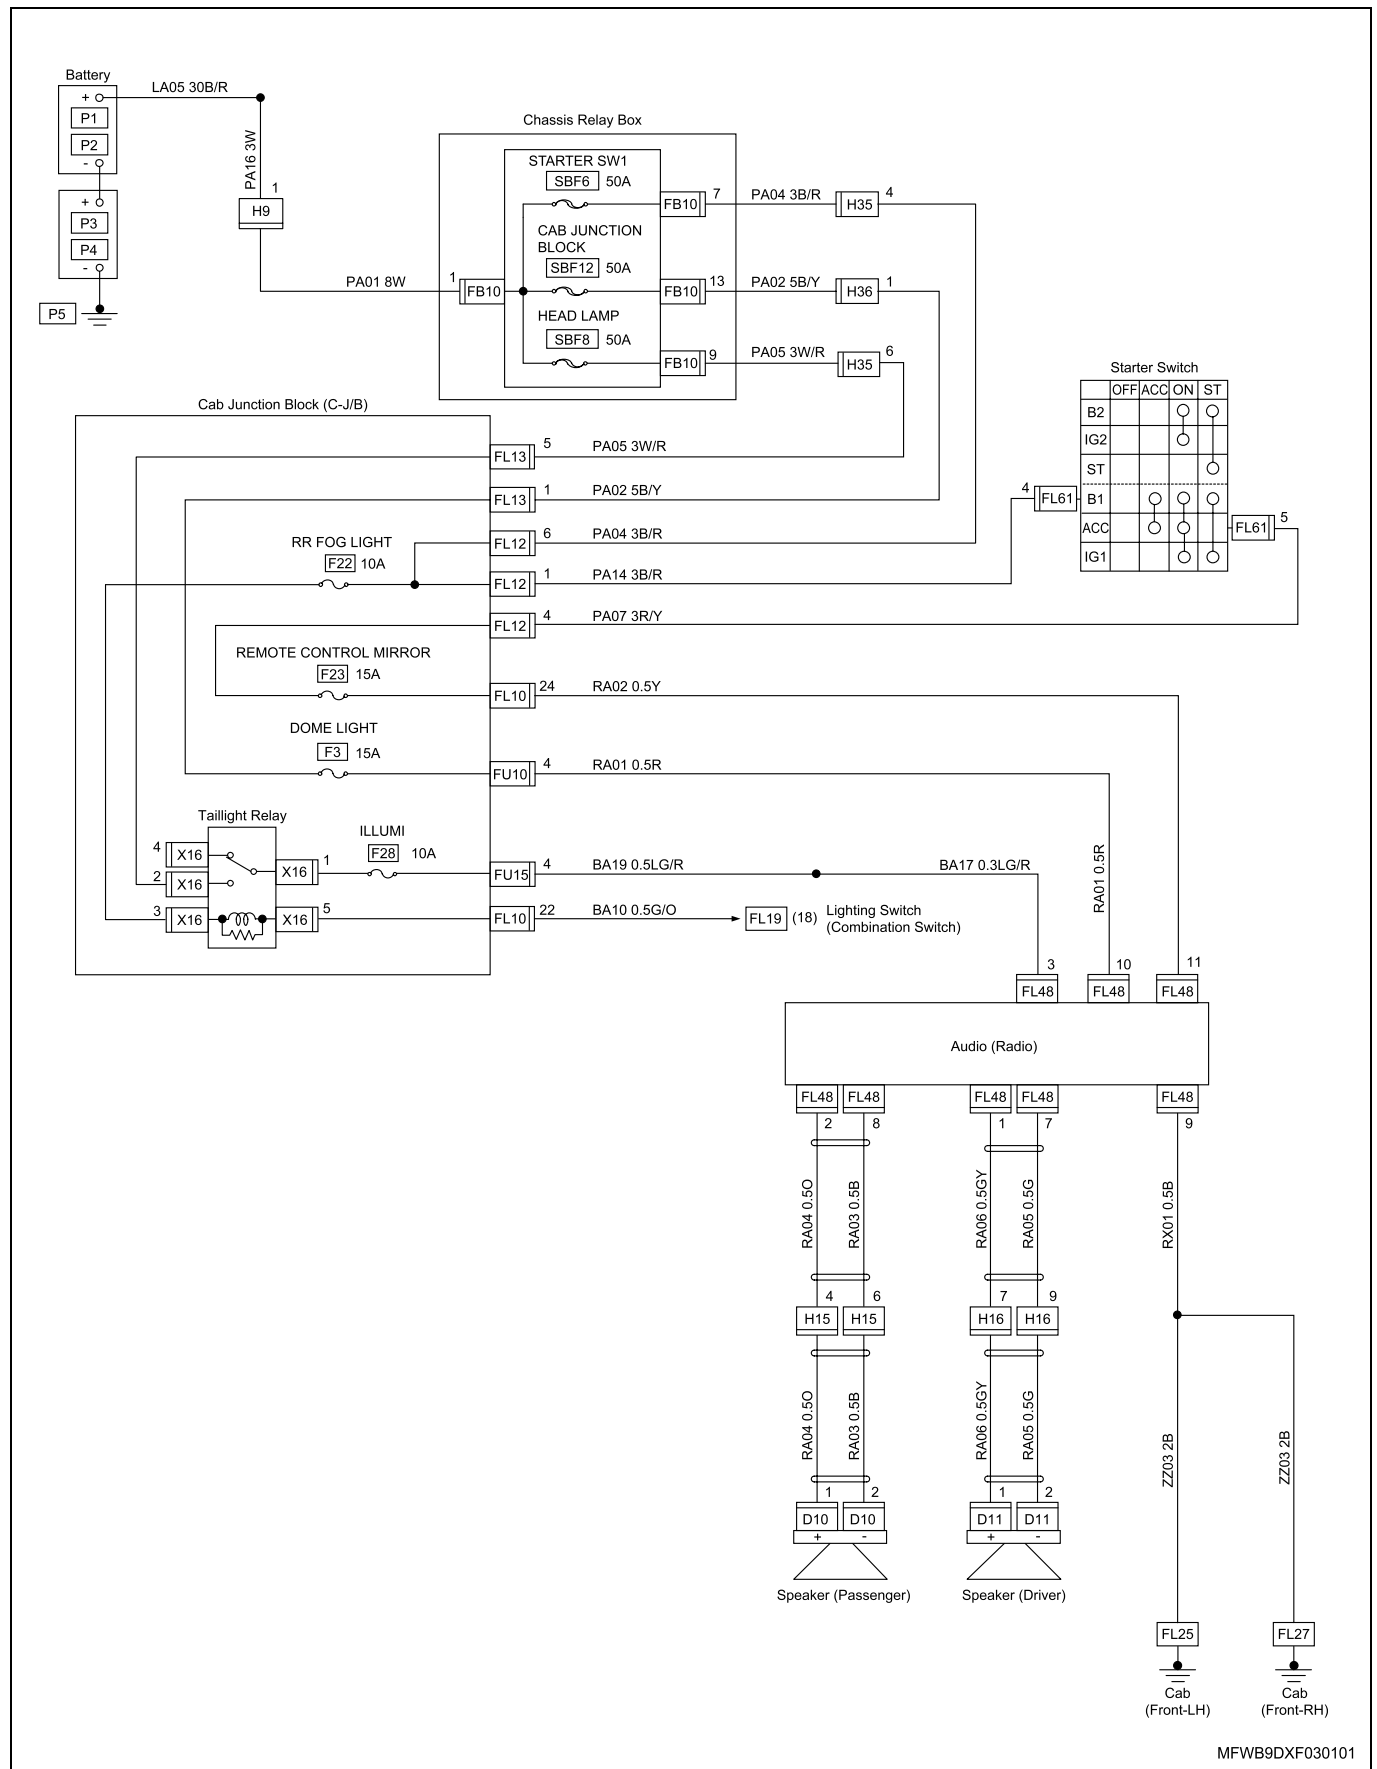 Battery
LA05 30B/R
+
P1
P2
-
+
P3
P4
-
P5
PA16 3W
1
H9
PA01 8W
Chassis Relay Box
STARTER SW1
SBF6 50A
CAB JUNCTION
BLOCK
SBF12 50A
HEAD LAMP
SBF8 50A
1
FB10
FB10 7 PA04 3B/R H35 4
FB10 13 PA02 5B/Y H36 1
FB10 9 PA05 3W/R H35 6
Starter Switch
OFF ACC ON ST
B2
IG2
ST
B1
ACC
IG1
4 FL61
FL61 5
Cab Junction Block (C-J/B)
FL13 5 PA05 3W/R
FL13 1 PA02 5B/Y
FL12 6 PA04 3B/R
RR FOG LIGHT
F22 10A
FL12 1 PA14 3B/R
FL12 4 PA07 3R/Y
REMOTE CONTROL MIRROR
F23 15A
FL10 24 RA02 0.5Y
DOME LIGHT
F3 15A
FU10 4 RA01 0.5R
Taillight Relay
ILLUMI
F28 10A
4 X16
2 X16
X16 1
3 X16
X16 5
FU15 4 BA19 0.5LG/R
BA17 0.3LG/R
RA01 0.5R
FL10 22 BA10 0.5G/O
FL19 (18) Lighting Switch
(Combination Switch)
3 10 11
FL48 FL48 FL48
Audio (Radio)
FL48 FL48 FL48 FL48 FL48
2 8 1 7 9
RA04 0.5O
RA03 0.5B
RA06 0.5GY
RA05 0.5G
RX01 0.5B
4 6 7 9
H15 H15 H16 H16
RA04 0.5O
RA03 0.5B
RA06 0.5GY
RA05 0.5G
ZZ03 2B
ZZ03 2B
1 2 1 2
D10 D10 D11 D11
+ - + -
Speaker (Passenger)
Speaker (Driver)
FL25 FL27
Cab
(Front-LH)
Cab
(Front-RH)
MFWB9DXF030101